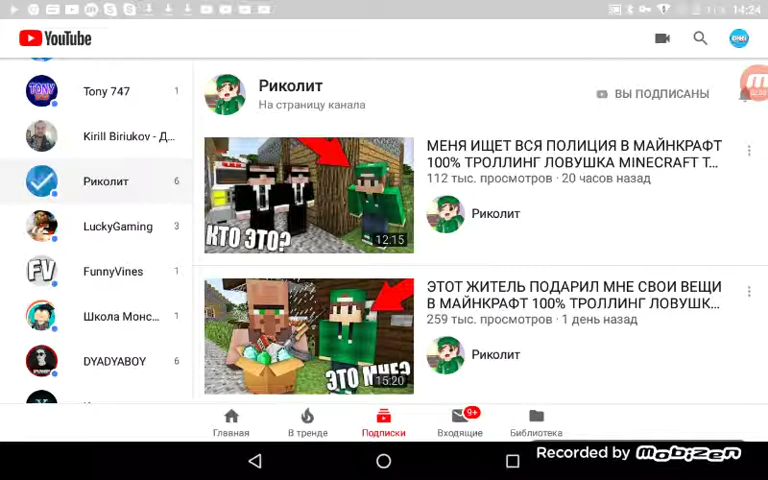 14:24
YouTube
Tony 747 1
Kirill Biriukov - Д...
Риколит 6
LuckyGaming 3
FunnyVines 1
Школа Монс... 1
DYADYABOY 6
Риколит
На страницу канала
ВЫ ПОДПИСАНЫ
КТО ЭТО?
12:15
МЕНЯ ИЩЕТ ВСЯ ПОЛИЦИЯ В МАЙНКРАФТ
100% ТРОЛЛИНГ ЛОВУШКА MINECRAFT Т...
112 тыс. просмотров · 20 часов назад
Риколит
ЭТО МНЕ?
15:20
ЭТОТ ЖИТЕЛЬ ПОДАРИЛ МНЕ СВОИ ВЕЩИ
В МАЙНКРАФТ 100% ТРОЛЛИНГ ЛОВУШК...
259 тыс. просмотров · 1 день назад
Риколит
Главная
В тренде
Подписки
9+
Входящие
Библиотека
Recorded by Mobizen